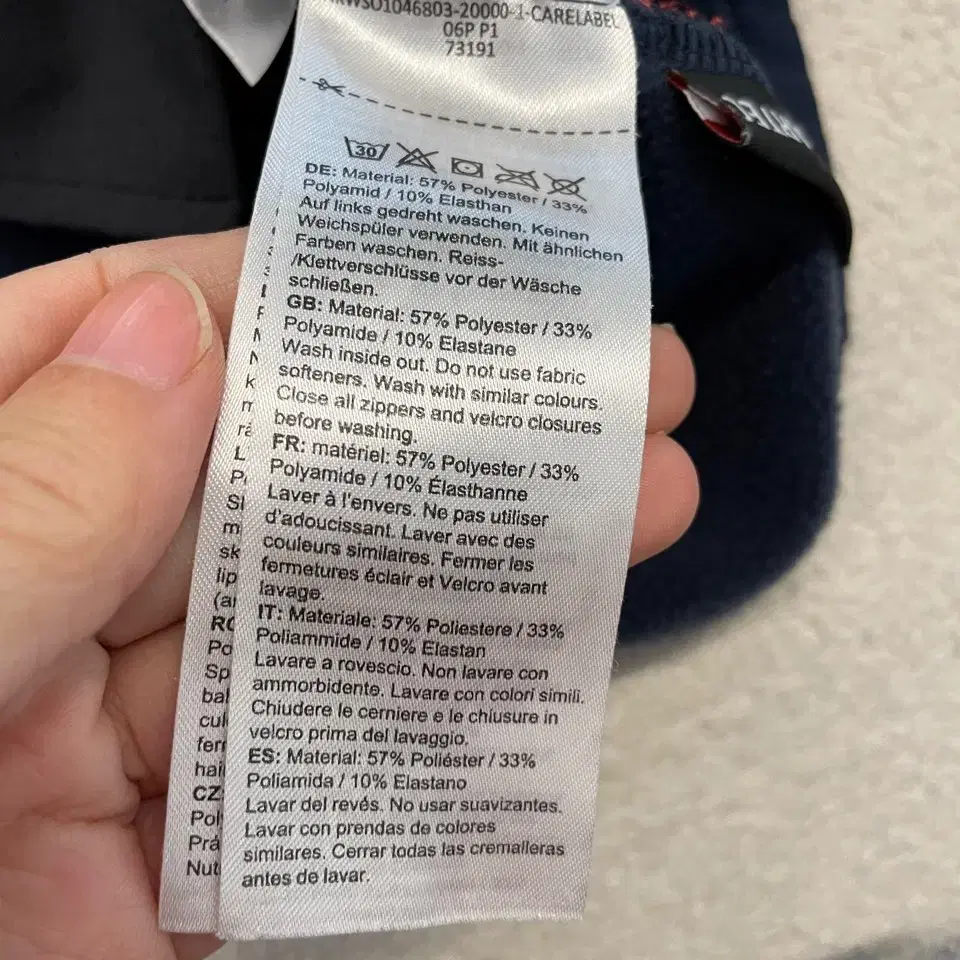 RWSO1046803-20000-1-CARELABEL
06P P1
73191
30
DE: Material: 57% Polyester / 33%
Polyamid / 10% Elasthan
Auf links gedreht waschen. Keinen
Weichspüler verwenden. Mit ähnlichen
Farben waschen. Reiss-
/Klettverschlüsse vor der Wäsche
schließen.
GB: Material: 57% Polyester / 33%
Polyamide / 10% Elastane
Wash inside out. Do not use fabric
softeners. Wash with similar colours.
Close all zippers and velcro closures
before washing.
FR: matériel: 57% Polyester / 33%
Polyamide / 10% Élasthanne
Laver à l'envers. Ne pas utiliser
d'adoucissant. Laver avec des
couleurs similaires. Fermer les
fermetures éclair et Velcro avant
lavage.
IT: Materiale: 57% Poliestere / 33%
Poliammide / 10% Elastan
Lavare a rovescio. Non lavare con
ammorbidente. Lavare con colori simili.
Chiudere le cerniere e le chiusure in
velcro prima del lavaggio.
ES: Material: 57% Poliéster / 33%
Poliamida / 10% Elastano
Lavar del revés. No usar suavizantes.
Lavar con prendas de colores
similares. Cerrar todas las cremalleras
antes de lavar.